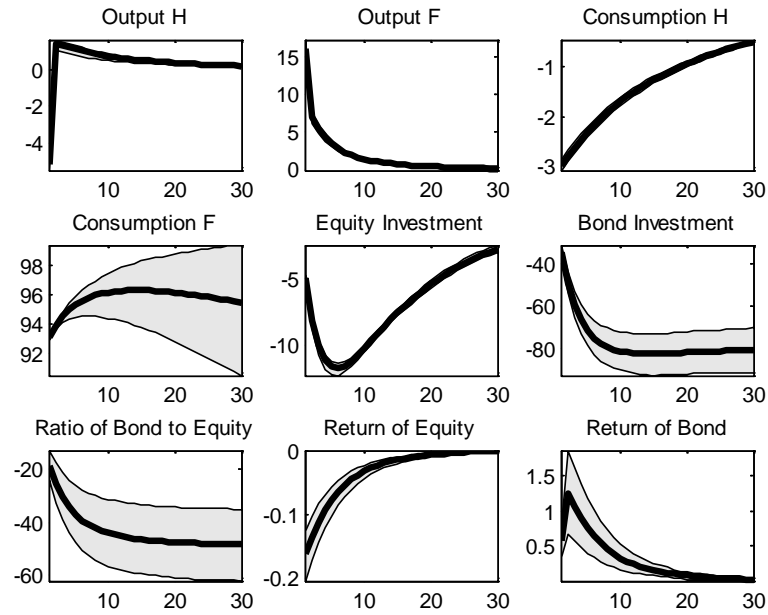 Output H
Output F
Consumption H
0
-2
-4
10 20 30
15
10
5
0
10 20 30
-1
-2
-3
10 20 30
Consumption F
Equity Investment
Bond Investment
98
96
94
92
10 20 30
-5
-10
10 20 30
-40
-60
-80
10 20 30
Ratio of Bond to Equity
Return of Equity
Return of Bond
-20
-40
-60
10 20 30
0
-0.1
-0.2
10 20 30
1.5
1
0.5
10 20 30